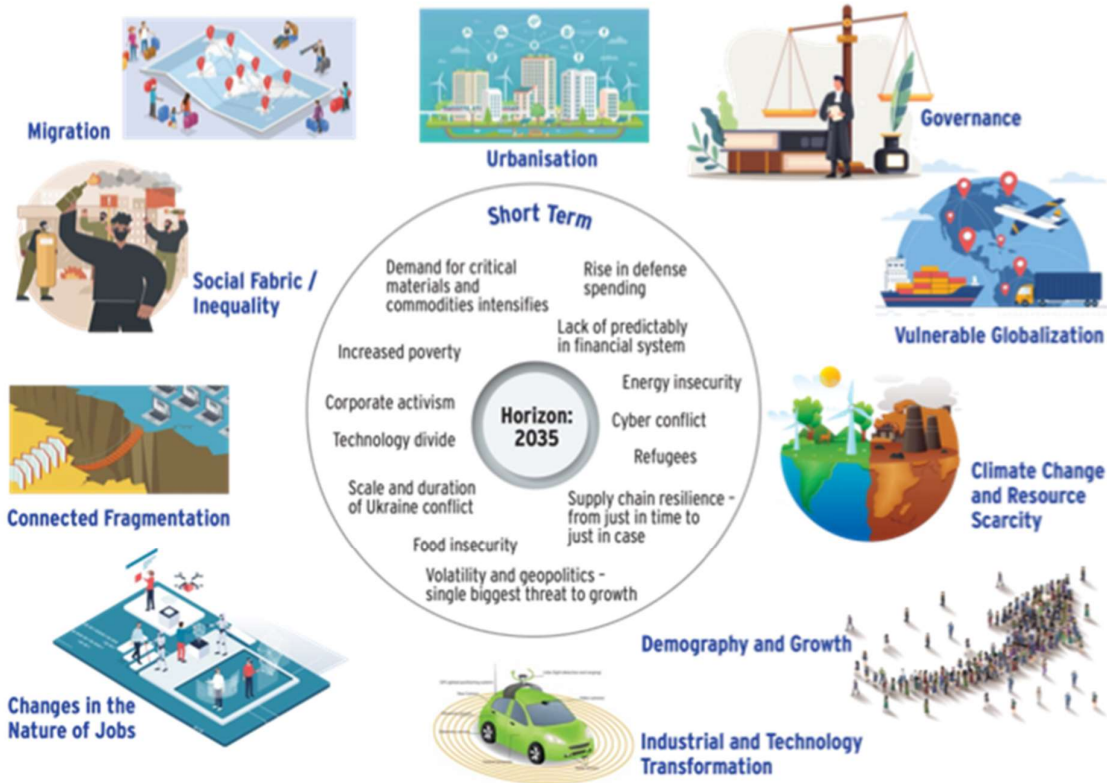 Migration
Urbanisation
Governance
Social Fabric /
Inequality
Vulnerable Globalization
Short Term
Demand for critical
materials and
commodities intensifies
Rise in defense
spending
Lack of predictably
in financial system
Increased poverty
Energy insecurity
Corporate activism
Cyber conflict
Technology divide
Refugees
Horizon:
2035
Scale and duration
of Ukraine conflict
Supply chain resilience –
from just in time to
just in case
Food insecurity
Volatility and geopolitics –
single biggest threat to growth
Connected Fragmentation
Climate Change
and Resource
Scarcity
Changes in the
Nature of Jobs
Demography and Growth
Industrial and Technology
Transformation